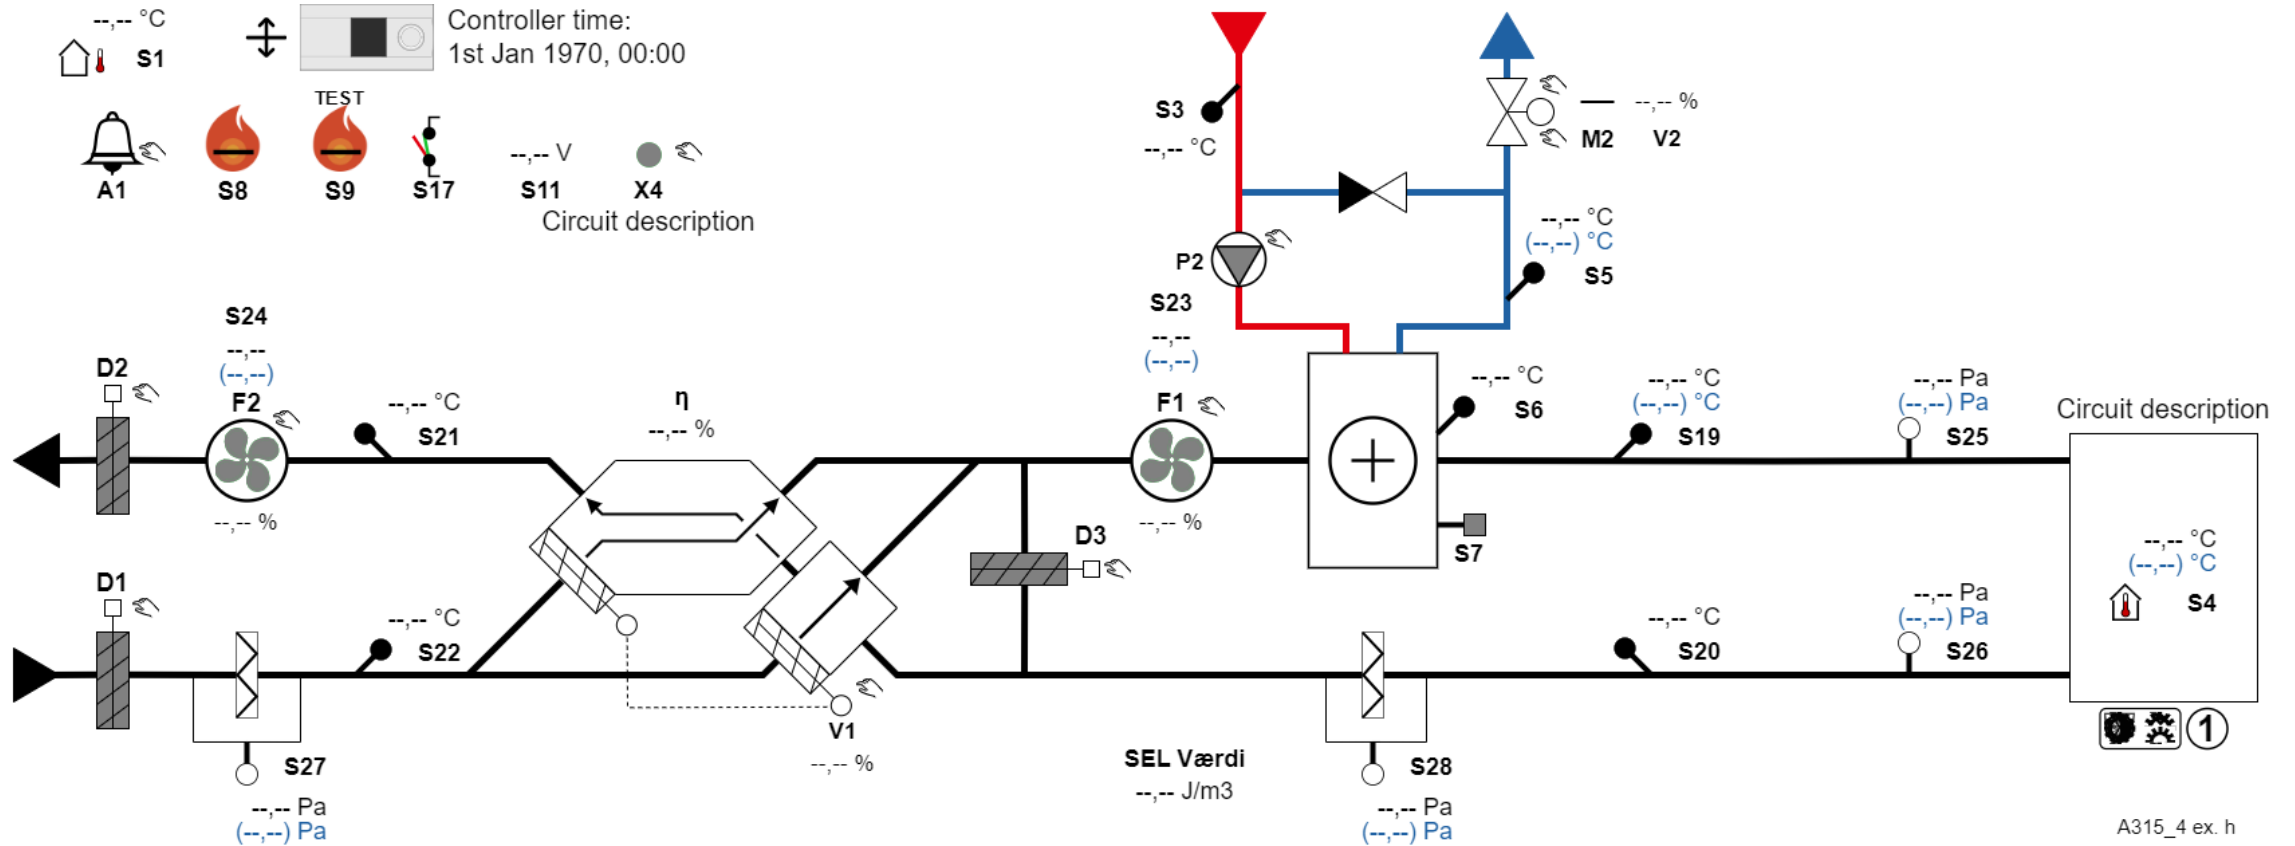 --,-- °C
S1
Controller time:
1st Jan 1970, 00:00
TEST
A1
S8
S9
S17
--,-- V
S11
X4
Circuit description
S3
--,-- °C
--,-- %
M2
V2
--,-- °C
(--,--) °C
S5
P2
S23
--,--
(--,--)
F1
--,-- %
S24
--,--
(--,--)
F2
--,-- %
D2
--,-- °C
S21
η
--,-- %
--,-- °C
S6
S7
--,-- °C
(--,--) °C
S19
--,-- Pa
(--,--) Pa
S25
Circuit description
--,-- °C
(--,--) °C
S4
1
D1
--,-- °C
S22
D3
--,-- °C
S20
--,-- Pa
(--,--) Pa
S26
S27
--,-- Pa
(--,--) Pa
V1
--,-- %
SEL Værdi
--,-- J/m3
S28
--,-- Pa
(--,--) Pa
A315_4 ex. h